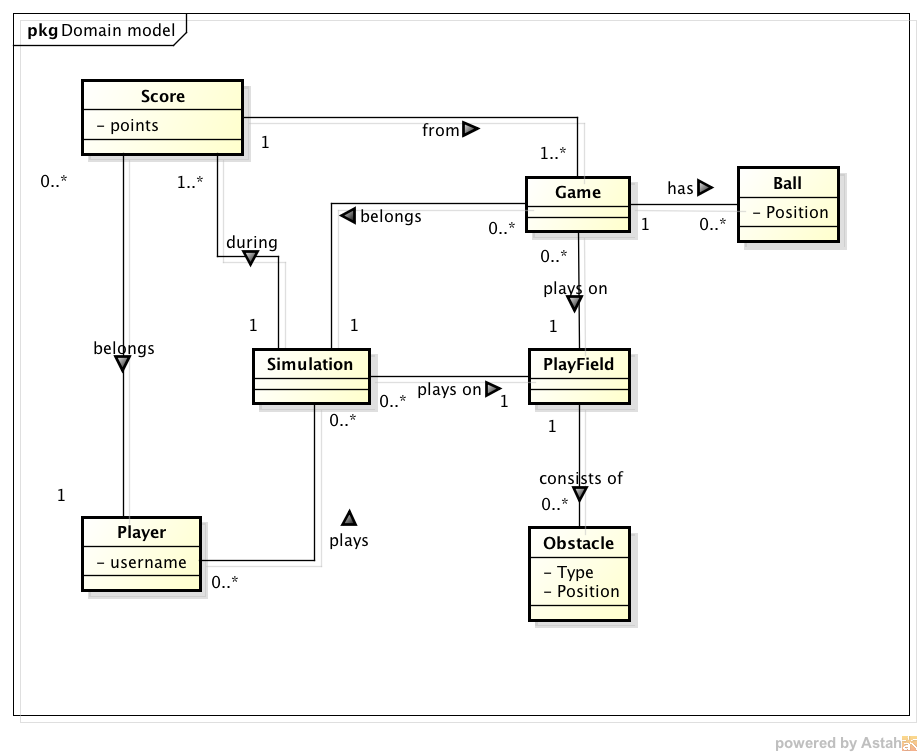 pkg Domain model
Score
– points
from
1
1..*
0..*
1..*
Game
has
Ball
– Position
1
0..*
belongs
0..*
during
0..*
plays on
1
1
1
belongs
Simulation
PlayField
plays on
0..*
1
0..*
1
consists of
0..*
1
Player
– username
plays
0..*
Obstacle
– Type
– Position
powered by Astah